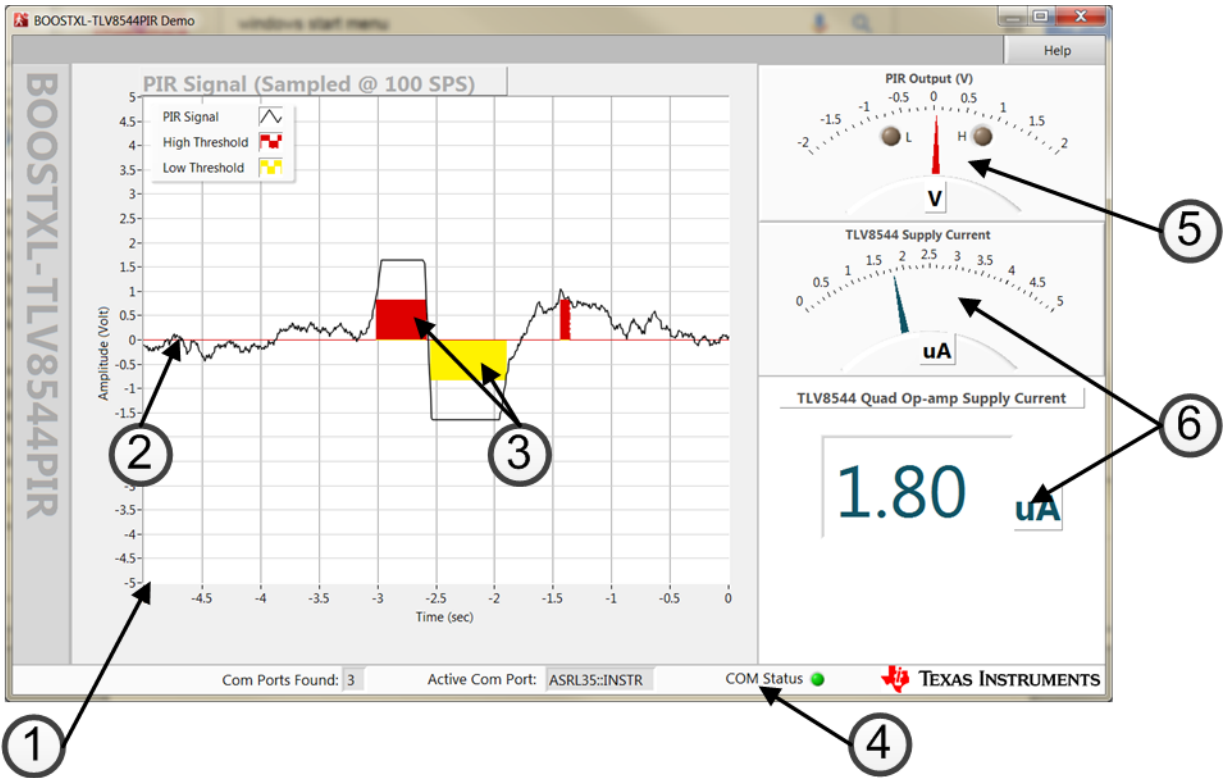 BOOSTXL-TLV8544PIR Demo
windows start menu
Help
BOOSTXL-TLV8544PIR
PIR Signal (Sampled @ 100 SPS)
PIR Signal
High Threshold
Low Threshold
Amplitude (Volt)
5
4.5
4
3.5
3
2.5
2
1.5
1
0.5
0
-0.5
-1
-1.5
-3
-3.5
-4
-4.5
-5
-4.5 -4 -3.5 -3 -2.5 -2 -1.5 -1 -0.5 0
Time (sec)
PIR Output (V)
-2 -1.5 -1 -0.5 0 0.5 1 1.5 2
L H
V
TLV8544 Supply Current
0 0.5 1 1.5 2 2.5 3 3.5 4 4.5 5
uA
TLV8544 Quad Op-amp Supply Current
1.80 uA
Com Ports Found: 3 Active Com Port: ASRL35::INSTR COM Status
TEXAS INSTRUMENTS
1
2
3
4
5
6